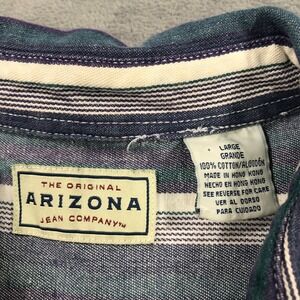 THE ORIGINAL
ARIZONA
JEAN COMPANY™
LARGE
GRANDE
100% COTTON/ALGODÓN
MADE IN HONG KONG
HECHO EN HONG KONG
SEE REVERSE FOR CARE
VER AL DORSO
PARA CUIDADO